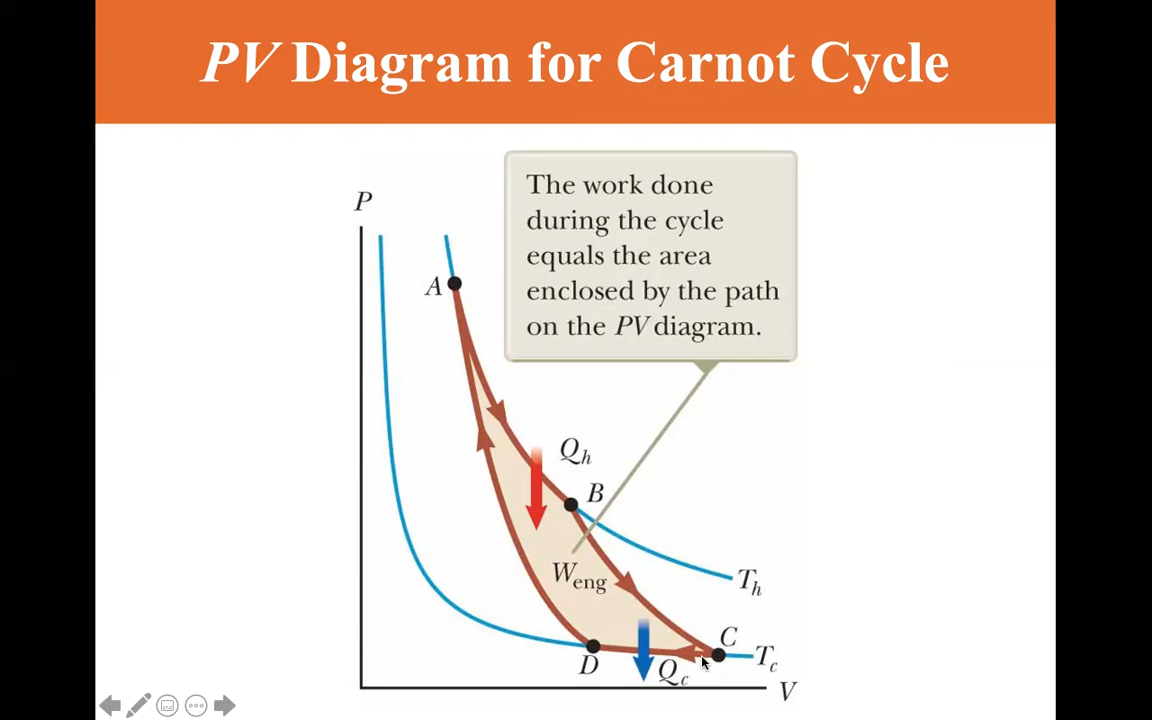 PV Diagram for Carnot Cycle
The work done
during the cycle
equals the area
enclosed by the path
on the PV diagram.
P
A
Qh
B
Weng
Th
C
Tc
D
Qc
V